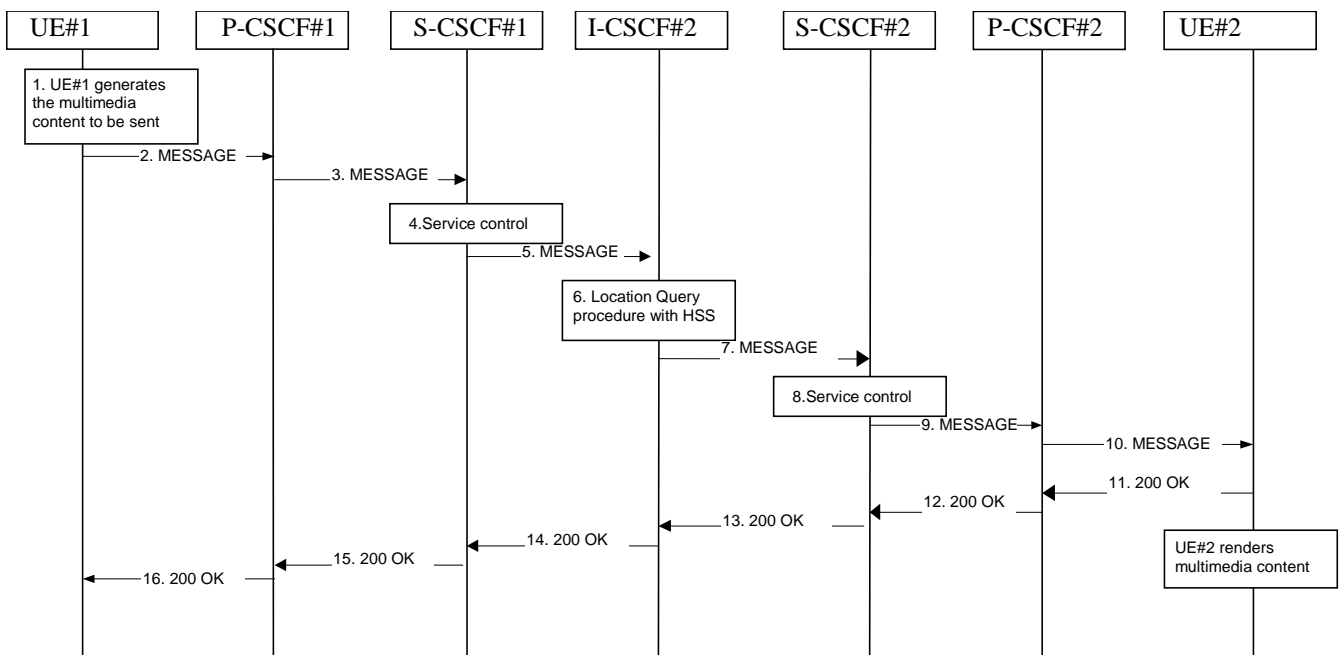 UE#1
P-CSCF#1
S-CSCF#1
I-CSCF#2
S-CSCF#2
P-CSCF#2
UE#2
1. UE#1 generates
the multimedia
content to be sent
2. MESSAGE
3. MESSAGE
4.Service control
5. MESSAGE
6. Location Query
procedure with HSS
7. MESSAGE
8.Service control
9. MESSAGE
10. MESSAGE
11. 200 OK
12. 200 OK
13. 200 OK
14. 200 OK
15. 200 OK
16. 200 OK
UE#2 renders
multimedia content